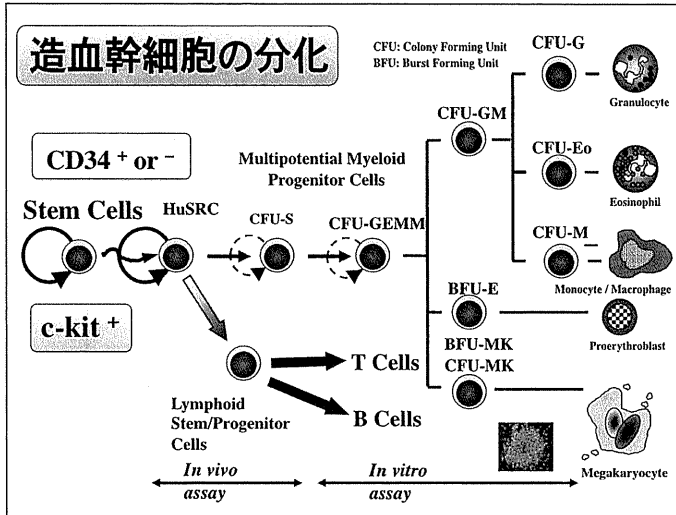 造血幹細胞の分化
CFU: Colony Forming Unit
BFU: Burst Forming Unit
CFU-G
Granulocyte
CFU-GM
CD34 + or -
Multipotential Myeloid
Progenitor Cells
CFU-Eo
Eosinophil
Stem Cells
HuSRC
CFU-S
CFU-GEMM
CFU-M
Monocyte / Macrophage
c-kit +
BFU-E
Proerythroblast
BFU-MK
CFU-MK
T Cells
B Cells
Lymphoid
Stem/Progenitor
Cells
Megakaryocyte
In vivo
assay
In vitro
assay